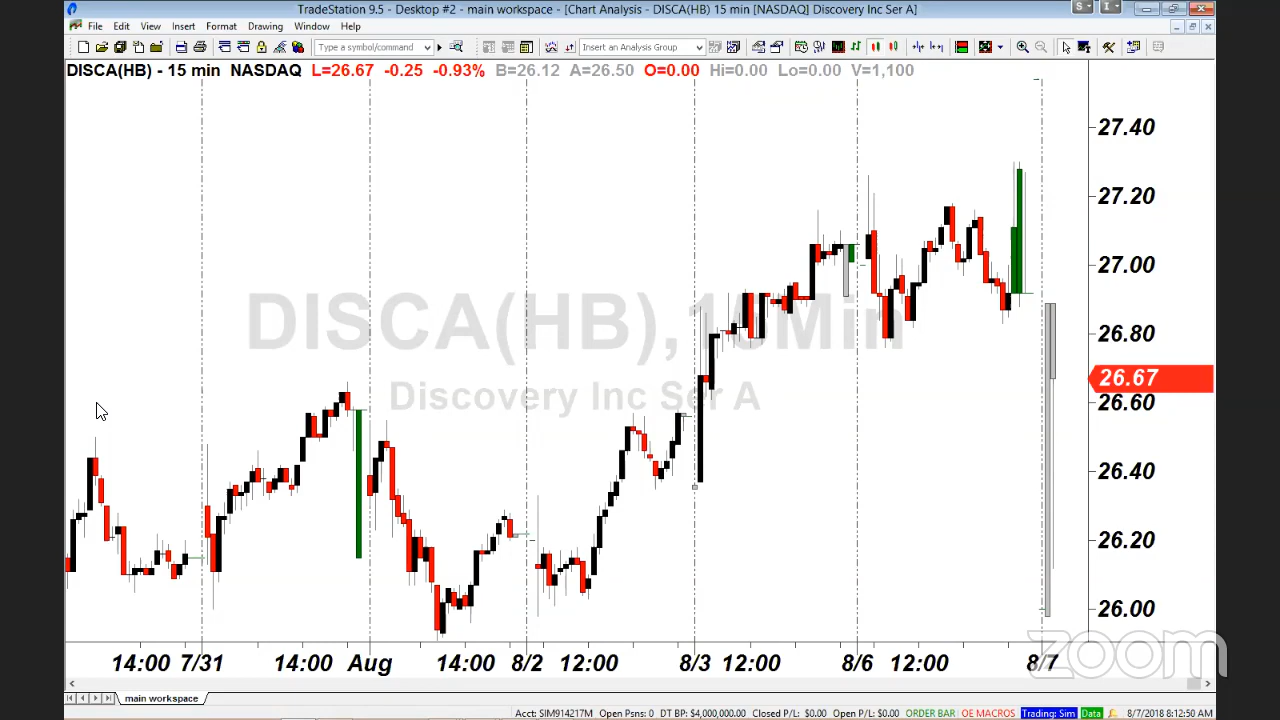 TradeStation 9.5 - Desktop #2 - main workspace - [Chart Analysis - DISCA(HB) 15 min [NASDAQ] Discovery Inc Ser A]
S
I
File Edit View Insert Format Drawing Window Help
Type a symbol/command
Insert an Analysis Group
DISCA(HB) - 15 min NASDAQ L=26.67 -0.25 -0.93% B=26.12 A=26.50 O=0.00 Hi=0.00 Lo=0.00 V=1,100
27.40
27.20
27.00
26.80
26.67
26.60
26.40
26.20
26.00
DISCA(HB),15Min
Discovery Inc Ser A
14:00 7/31 14:00 Aug 14:00 8/2 12:00 8/3 12:00 8/6 12:00 8/7
zoom
main workspace
Acct: SIM914217M Open Psns: 0 DT BP: $4,000,000.00 Closed P/L: $0.00 Open P/L: $0.00 ORDER BAR OE MACROS Trading: Sim Data 8/7/2018 8:12:50 AM